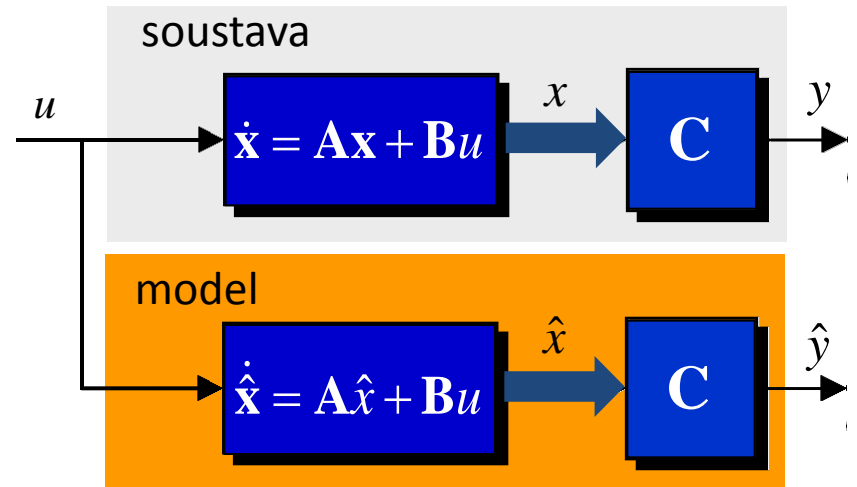 soustava
u
ẋ = Ax + Bu
x
C
y
model
x̂̇ = Ax̂ + Bu
x̂
C
ŷ